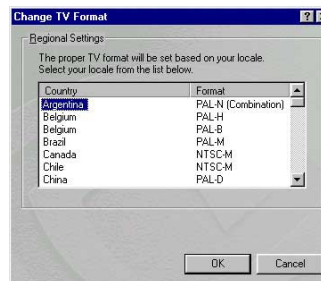 Change TV Format
Regional Settings
The proper TV format will be set based on your locale.
Select your locale from the list below.
Country Format
Argentina PAL-N (Combination)
Belgium PAL-H
Belgium PAL-B
Brazil PAL-M
Canada NTSC-M
Chile NTSC-M
China PAL-D
OK Cancel